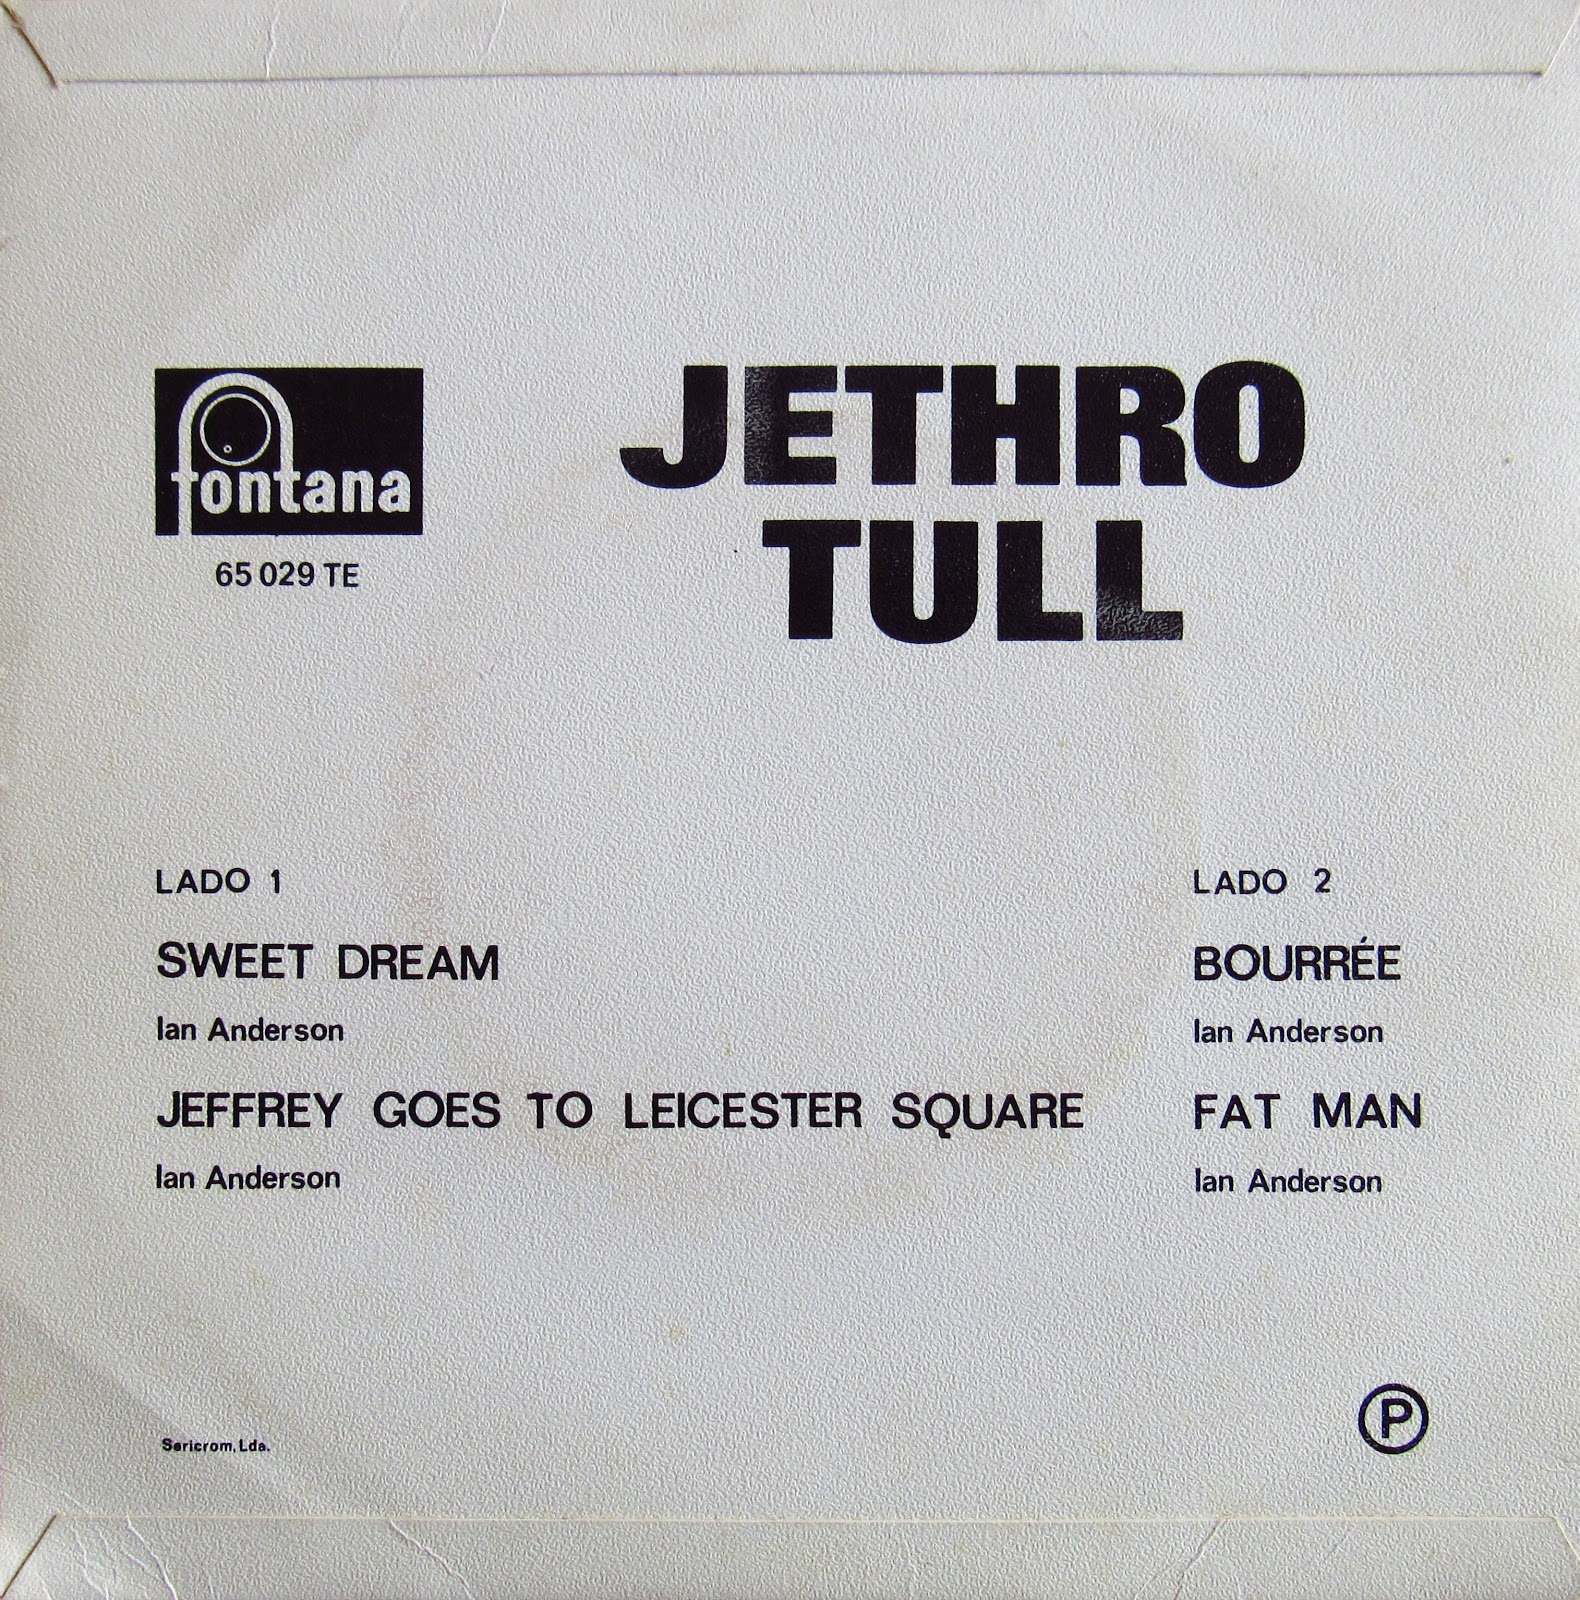 fontana
65 029 TE
JETHRO
TULL
LADO 1
SWEET DREAM
Ian Anderson
JEFFREY GOES TO LEICESTER SQUARE
Ian Anderson
LADO 2
BOURRÉE
Ian Anderson
FAT MAN
Ian Anderson
Saricrom, Lda.
P